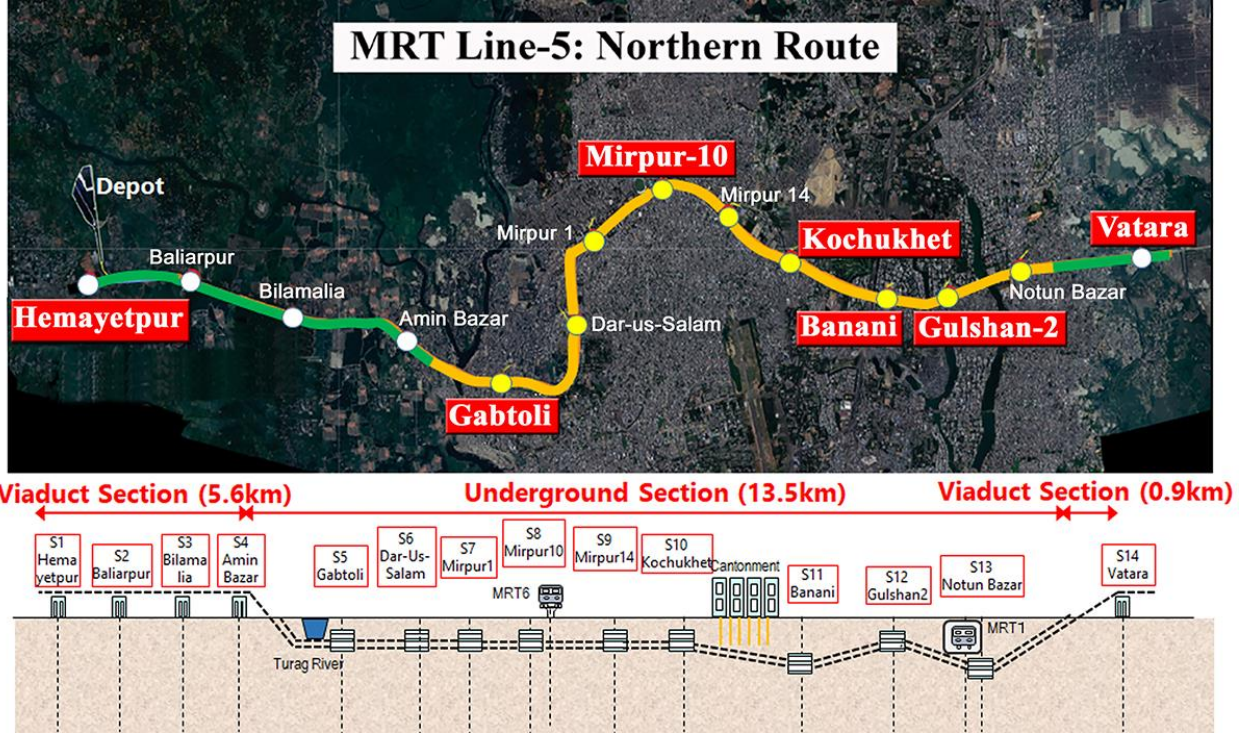 MRT Line-5: Northern Route
Mirpur-10
Depot
Mirpur 14
Vatara
Mirpur 1
Kochukhet
Baliarpur
Bilamalia
Notun Bazar
Hemayetpur
Amin Bazar
Dar-us-Salam
Banani
Gulshan-2
Gabtoli
Viaduct Section (5.6km)
Underground Section (13.5km)
Viaduct Section (0.9km)
S1
Hema
yetpur
S2
Baliarpur
S3
Bilama
lia
S4
Amin
Bazar
S5
Gabtoli
S6
Dar-Us-
Salam
S7
Mirpur1
S8
Mirpur10
S9
Mirpur14
S10
Kochukhet
Cantonment
S11
Banani
S12
Gulshan2
S13
Notun Bazar
S14
Vatara
MRT6
MRT1
Turag River